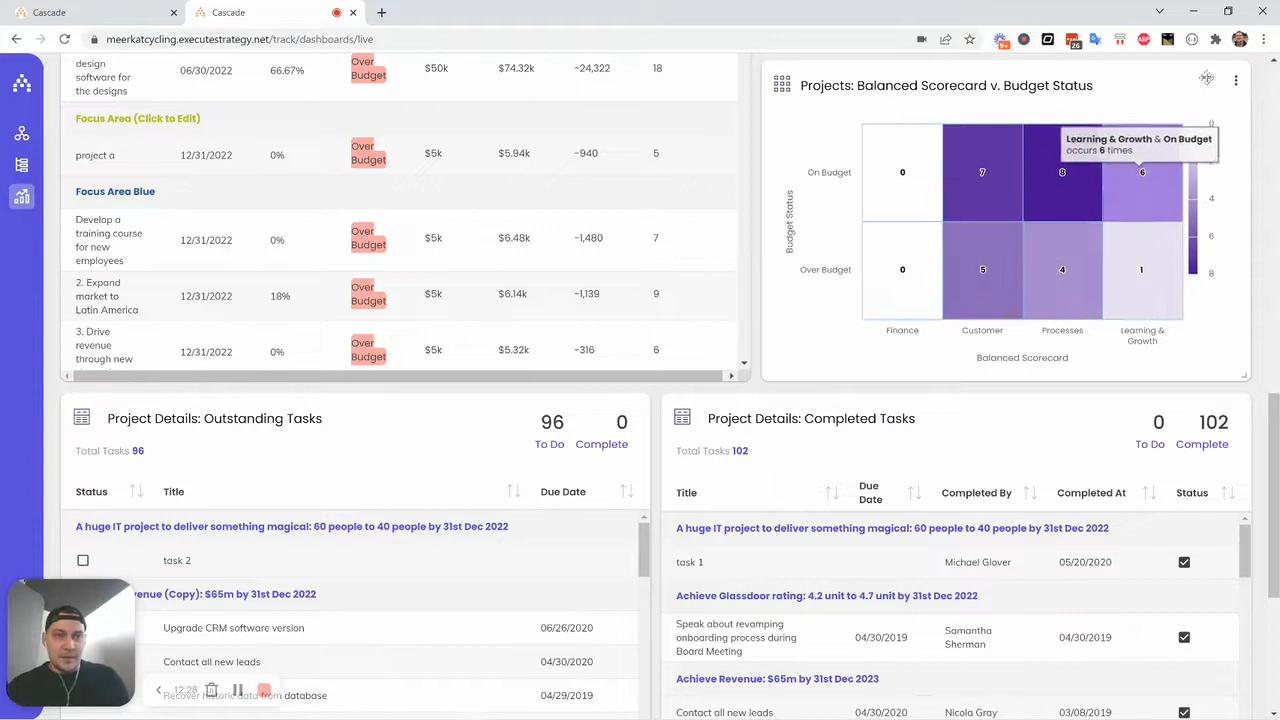 Cascade
Cascade
meerkatcycling.executestrategy.net/track/dashboards/live
9+
26
ABP
design
software for
the designs
06/30/2022
66.67%
Over
Budget
$50k
$74.32k
-24,322
18
Focus Area (Click to Edit)
project a
12/31/2022
0%
Over
Budget
$5k
$5.94k
-940
5
Focus Area Blue
Develop a
training course
for new
employees
12/31/2022
0%
Over
Budget
$5k
$6.48k
-1,480
7
2. Expand
market to
Latin America
12/31/2022
18%
Over
Budget
$5k
$6.14k
-1,139
9
3. Drive
revenue
through new
12/31/2022
0%
Over
Budget
$5k
$5.32k
-316
6
Projects: Balanced Scorecard v. Budget Status
Learning & Growth & On Budget
occurs 6 times
Budget Status
On Budget
0
7
8
6
Over Budget
0
5
4
1
Finance
Customer
Processes
Learning &
Growth
Balanced Scorecard
0
4
6
8
Project Details: Outstanding Tasks
96
To Do
0
Complete
Total Tasks 96
Status
Title
Due Date
A huge IT project to deliver something magical: 60 people to 40 people by 31st Dec 2022
task 2
venue (Copy): $65m by 31st Dec 2022
Upgrade CRM software version
06/26/2020
Contact all new leads
04/30/2020
Recover historic data from database
04/29/2019
12:28
Project Details: Completed Tasks
0
To Do
102
Complete
Total Tasks 102
Title
Due
Date
Completed By
Completed At
Status
A huge IT project to deliver something magical: 60 people to 40 people by 31st Dec 2022
task 1
Michael Glover
05/20/2020
Achieve Glassdoor rating: 4.2 unit to 4.7 unit by 31st Dec 2022
Speak about revamping
onboarding process during
Board Meeting
04/30/2019
Samantha
Sherman
04/30/2019
Achieve Revenue: $65m by 31st Dec 2023
Contact all new leads
04/30/2020
Nicola Gray
03/08/2019